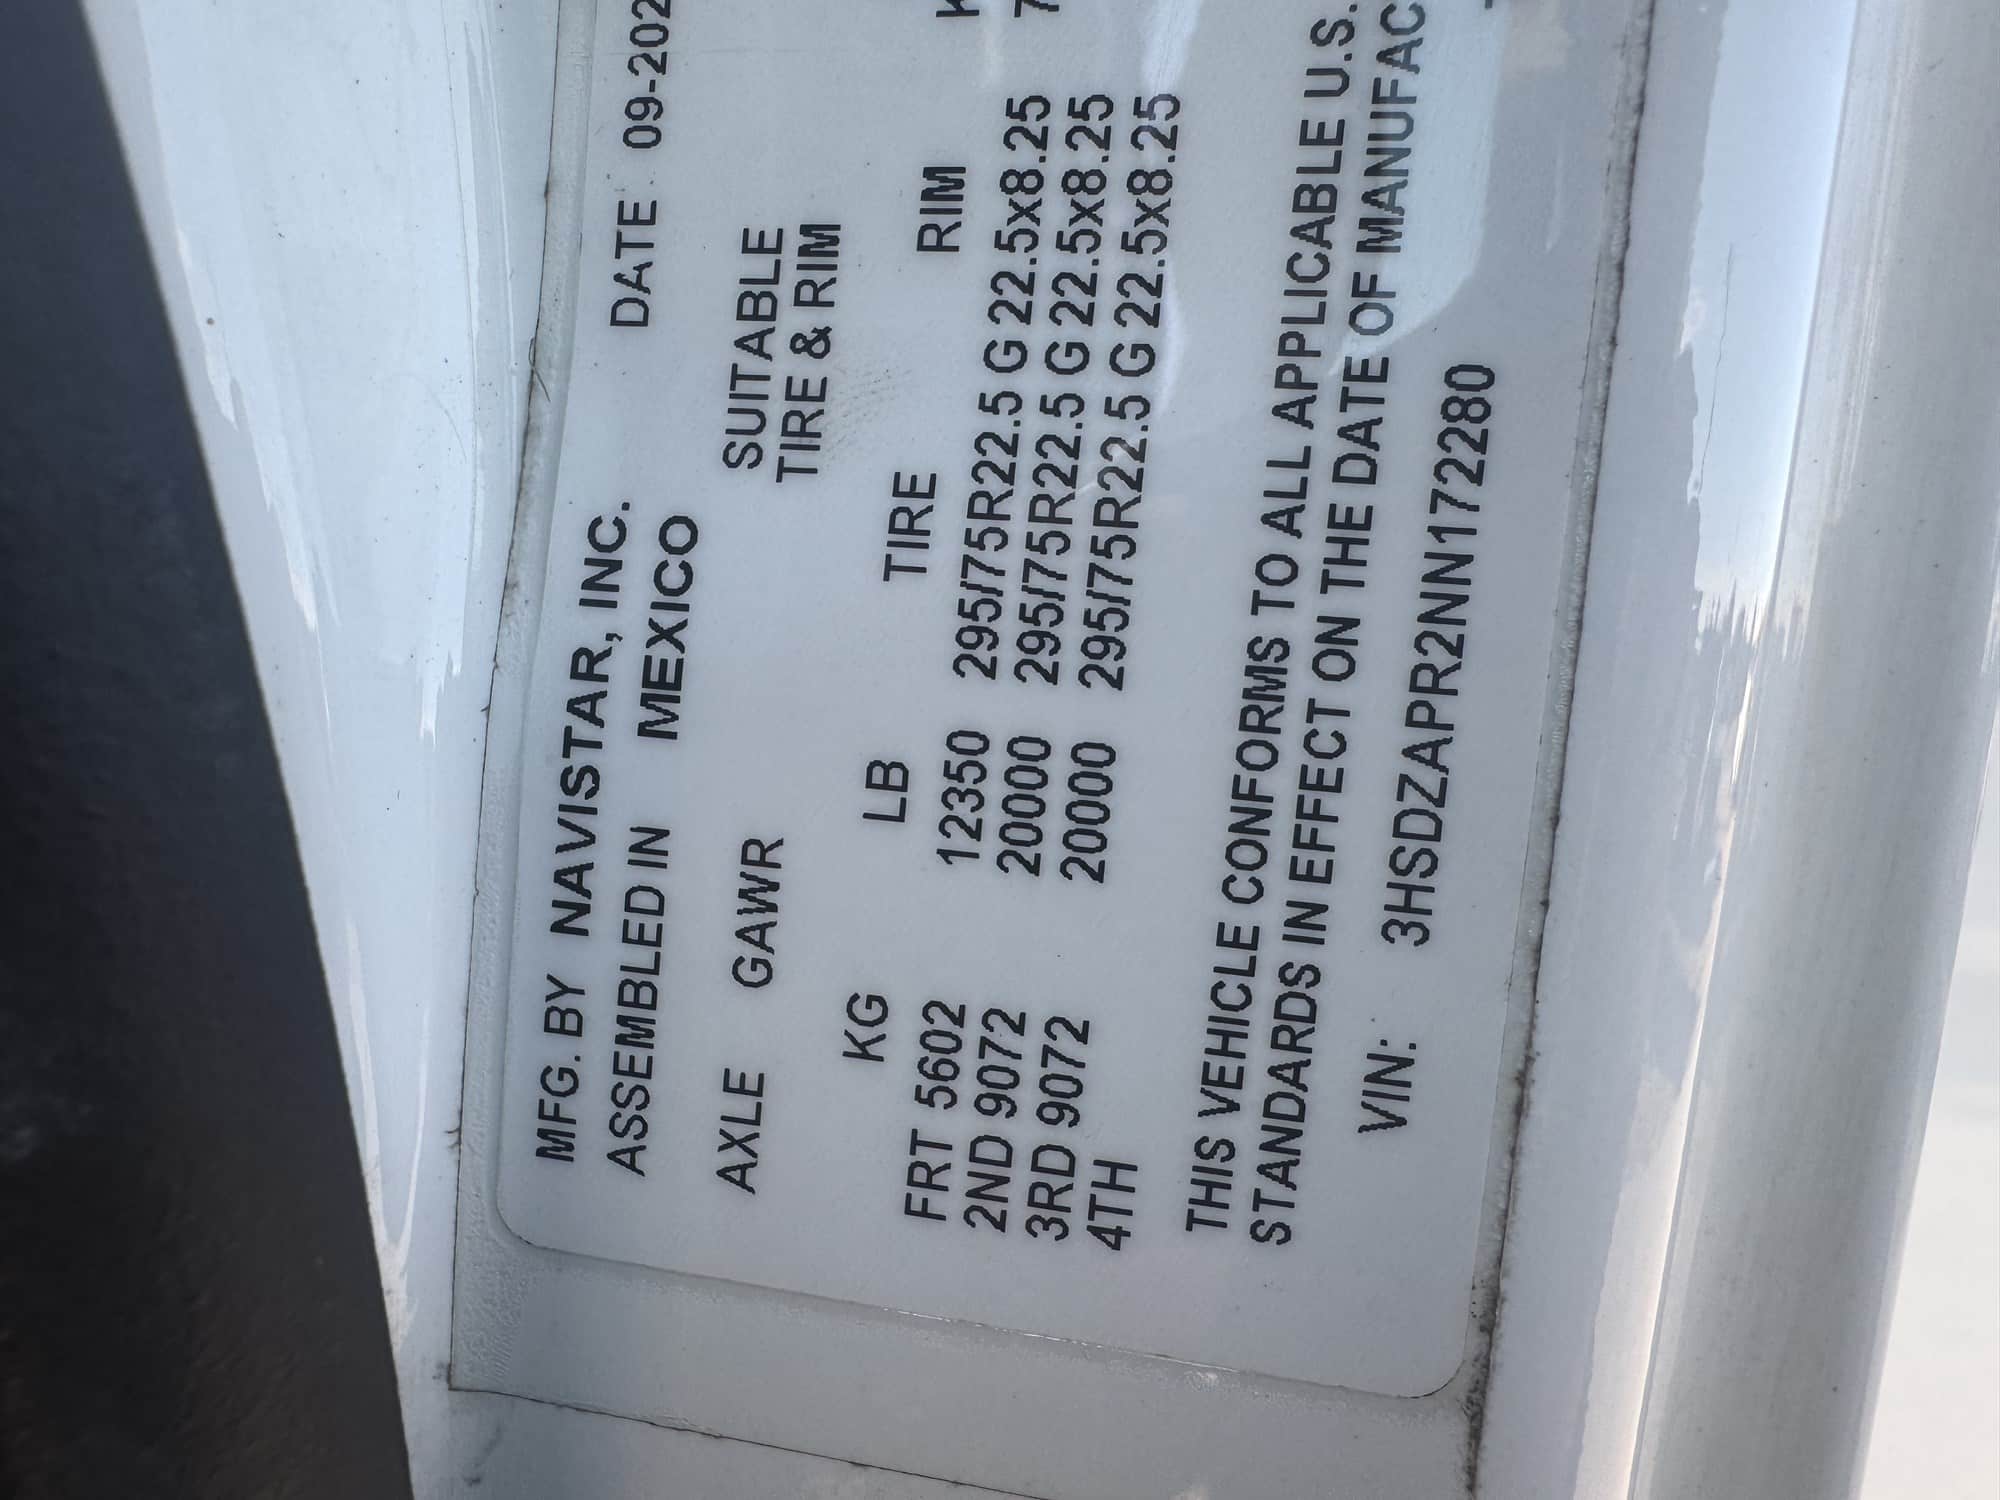 MFG. BY NAVISTAR, INC. DATE 09-202
ASSEMBLED IN MEXICO
AXLE GAWR SUITABLE
TIRE & RIM
KG LB TIRE RIM
FRT 5602 12350 295/75R22.5 G 22.5x8.25
2ND 9072 20000 295/75R22.5 G 22.5x8.25
3RD 9072 20000 295/75R22.5 G 22.5x8.25
4TH
THIS VEHICLE CONFORMS TO ALL APPLICABLE U.S.
STANDARDS IN EFFECT ON THE DATE OF MANUFAC
VIN: 3HSDZAPR2NN172280